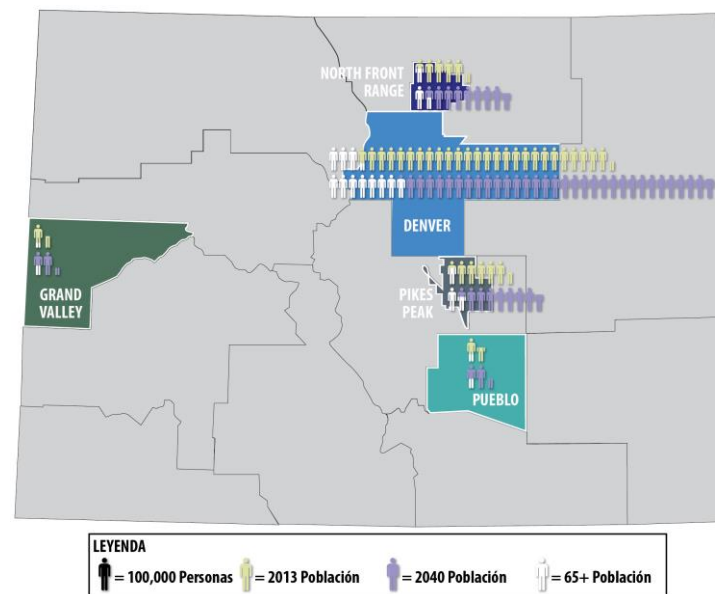 NORTH FRONT
RANGE
DENVER
GRAND
VALLEY
PIKES
PEAK
PUEBLO
LEYENDA
= 100,000 Personas
= 2013 Población
= 2040 Población
= 65+ Población